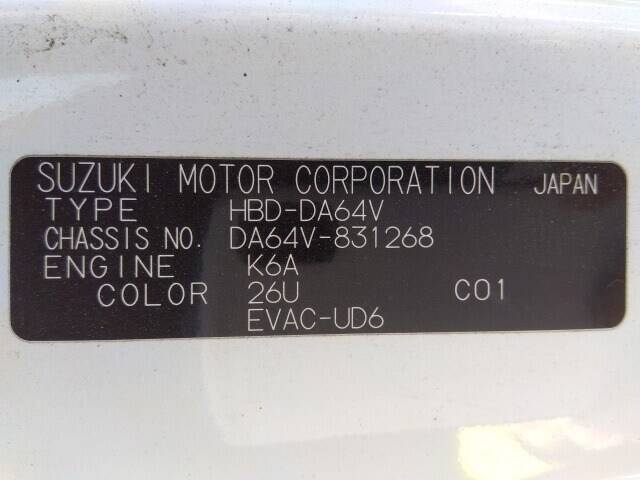 SUZUKI MOTOR CORPORATION JAPAN
TYPE HBD-DA64V
CHASSIS NO. DA64V-831268
ENGINE K6A
COLOR 26U C01
EVAC-UD6